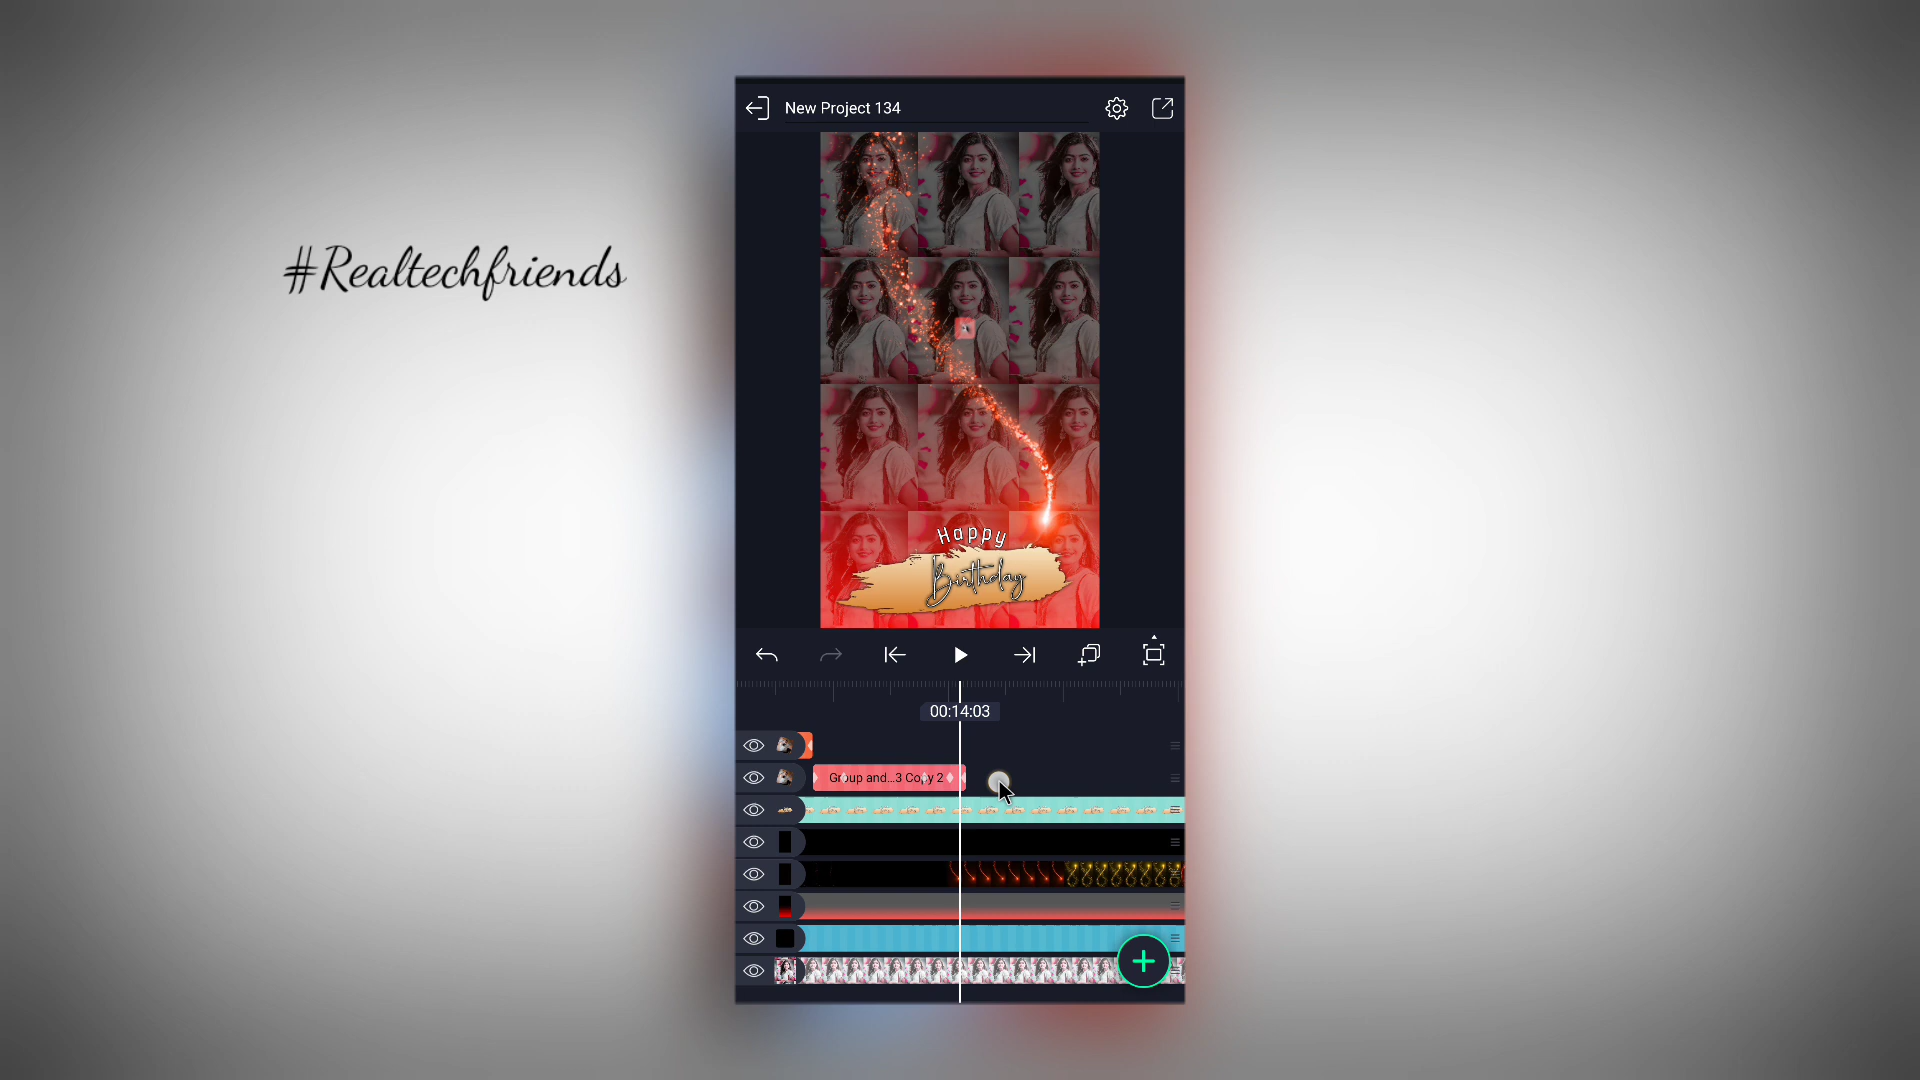 New Project 134
#Realtechfriends
Happy
Birthday
00:14:03
Group and...3 Copy 2